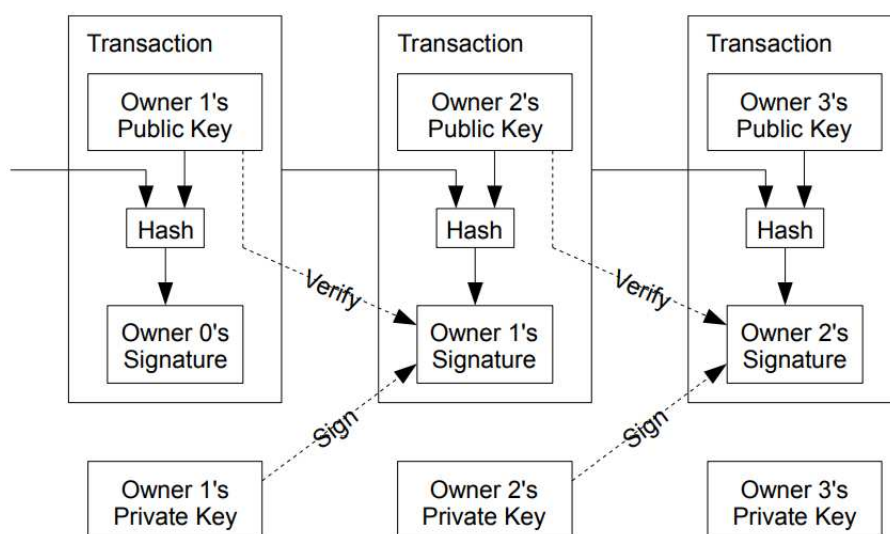 Transaction
Owner 1's
Public Key
Hash
Owner 0's
Signature
Transaction
Owner 2's
Public Key
Hash
Verify
Owner 1's
Signature
Transaction
Owner 3's
Public Key
Hash
Verify
Owner 2's
Signature
Sign
Sign
Owner 1's
Private Key
Owner 2's
Private Key
Owner 3's
Private Key